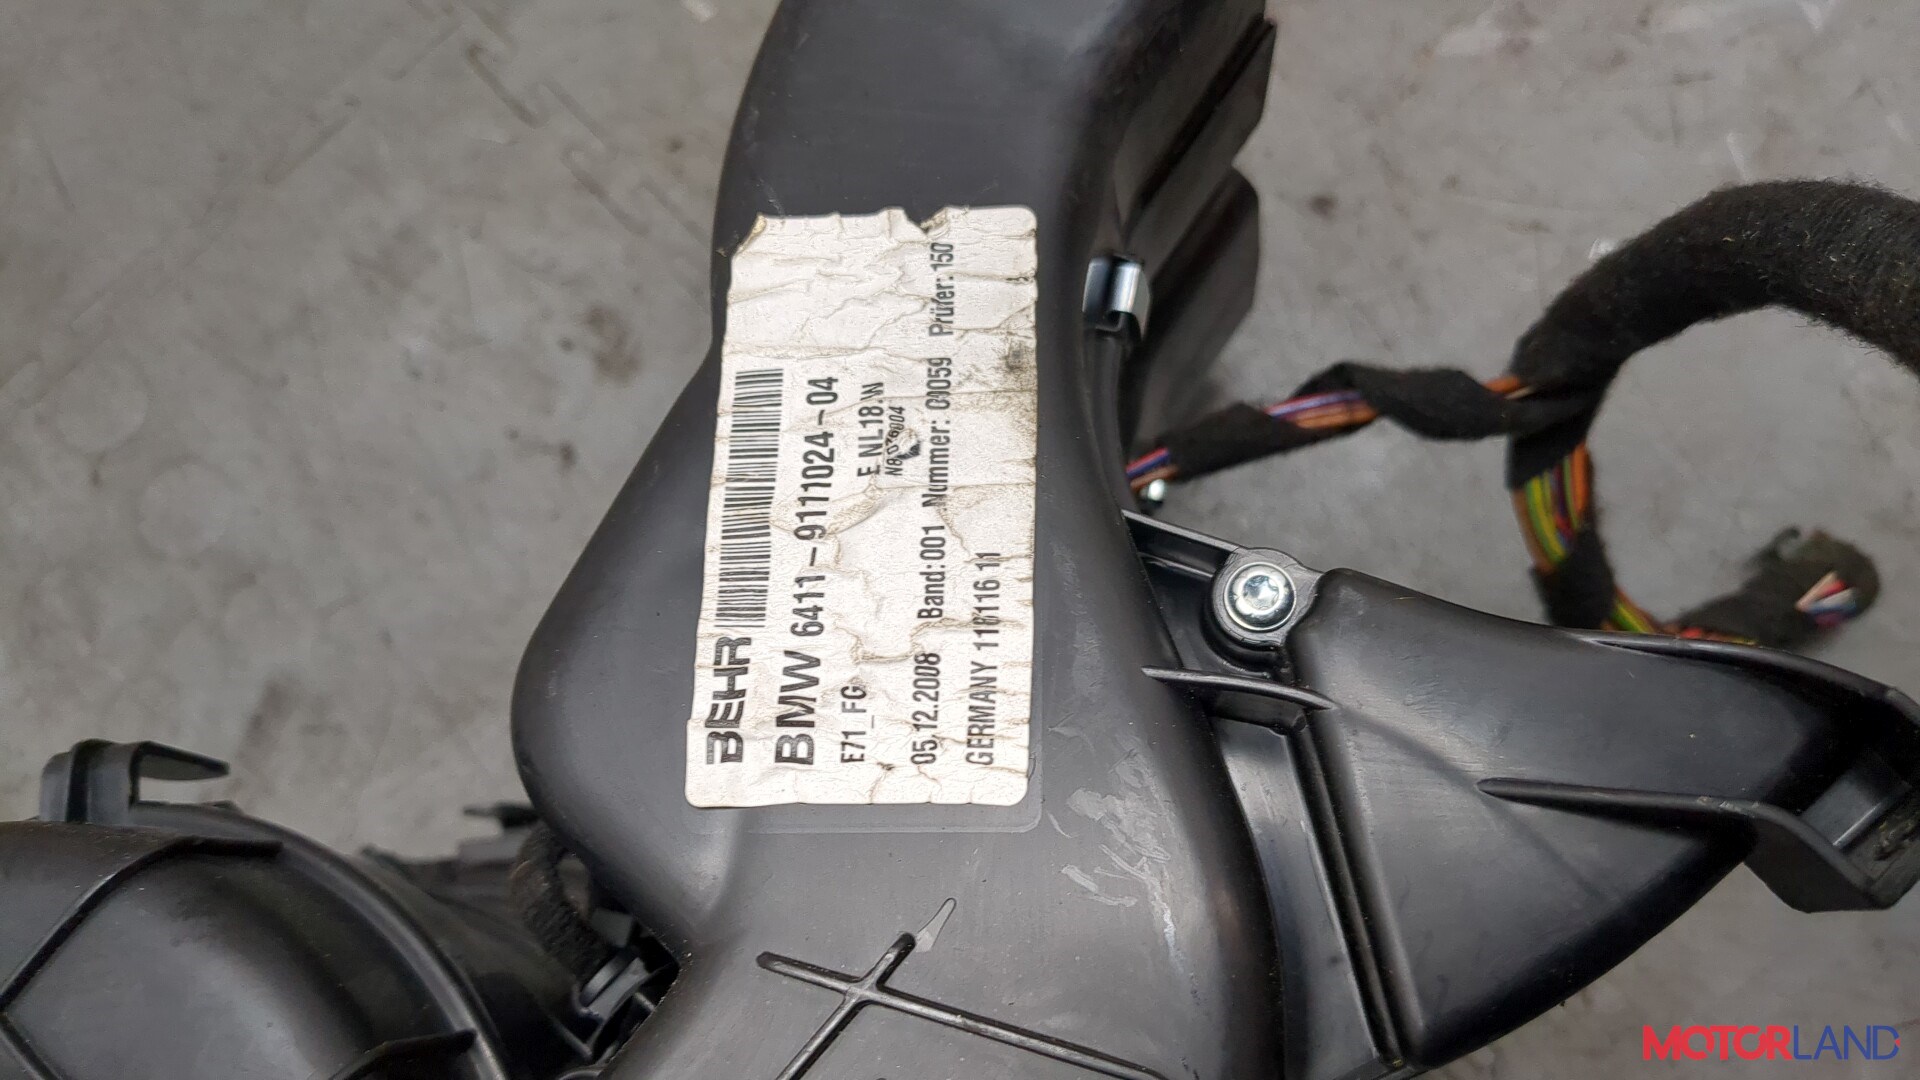 BEHR
BMW 6411-9111024-04
E71_FG E NL18.W
05.12.2008 Band:001 Nummer: 00059 Prüfer: 150
GERMANY
MOTORLAND